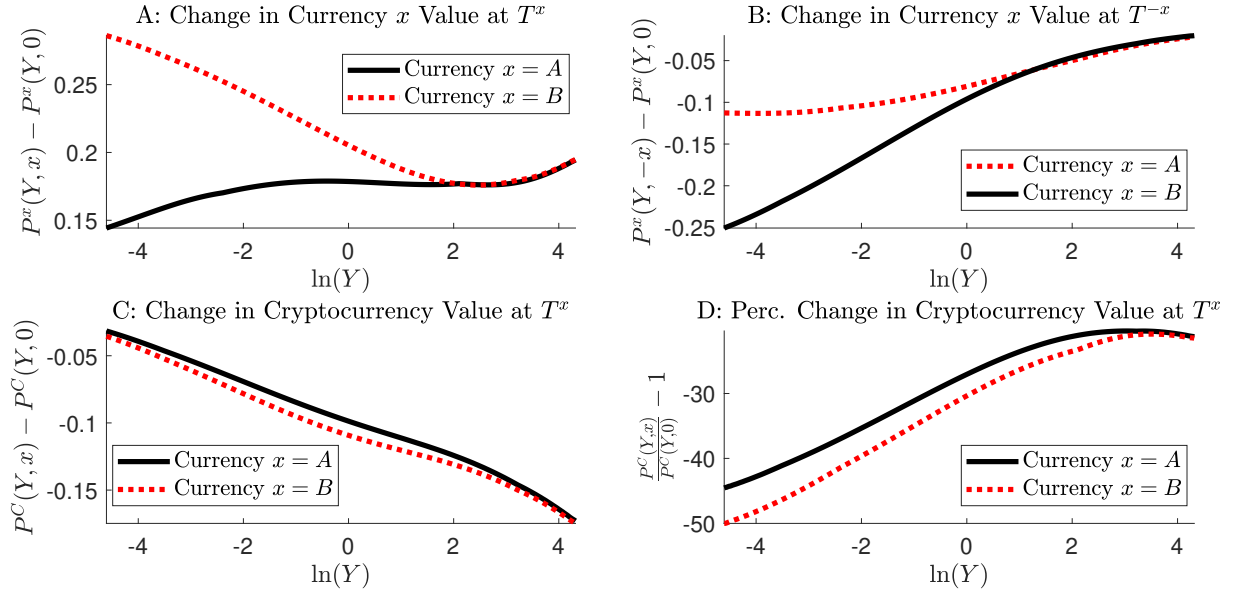 A: Change in Currency x Value at T^x
P^x(Y, x) − P^x(Y, 0)
0.25
0.2
0.15
Currency x = A
Currency x = B
-4
-2
0
2
4
ln(Y)
B: Change in Currency x Value at T^{−x}
P^x(Y, −x) − P^x(Y, 0)
-0.05
-0.1
-0.15
-0.2
-0.25
Currency x = A
Currency x = B
-4
-2
0
2
4
ln(Y)
C: Change in Cryptocurrency Value at T^x
P^C(Y, x) − P^C(Y, 0)
-0.05
-0.1
-0.15
Currency x = A
Currency x = B
-4
-2
0
2
4
ln(Y)
D: Perc. Change in Cryptocurrency Value at T^x
P^C(Y,x)/P^C(Y,0) − 1
-30
-40
-50
Currency x = A
Currency x = B
-4
-2
0
2
4
ln(Y)